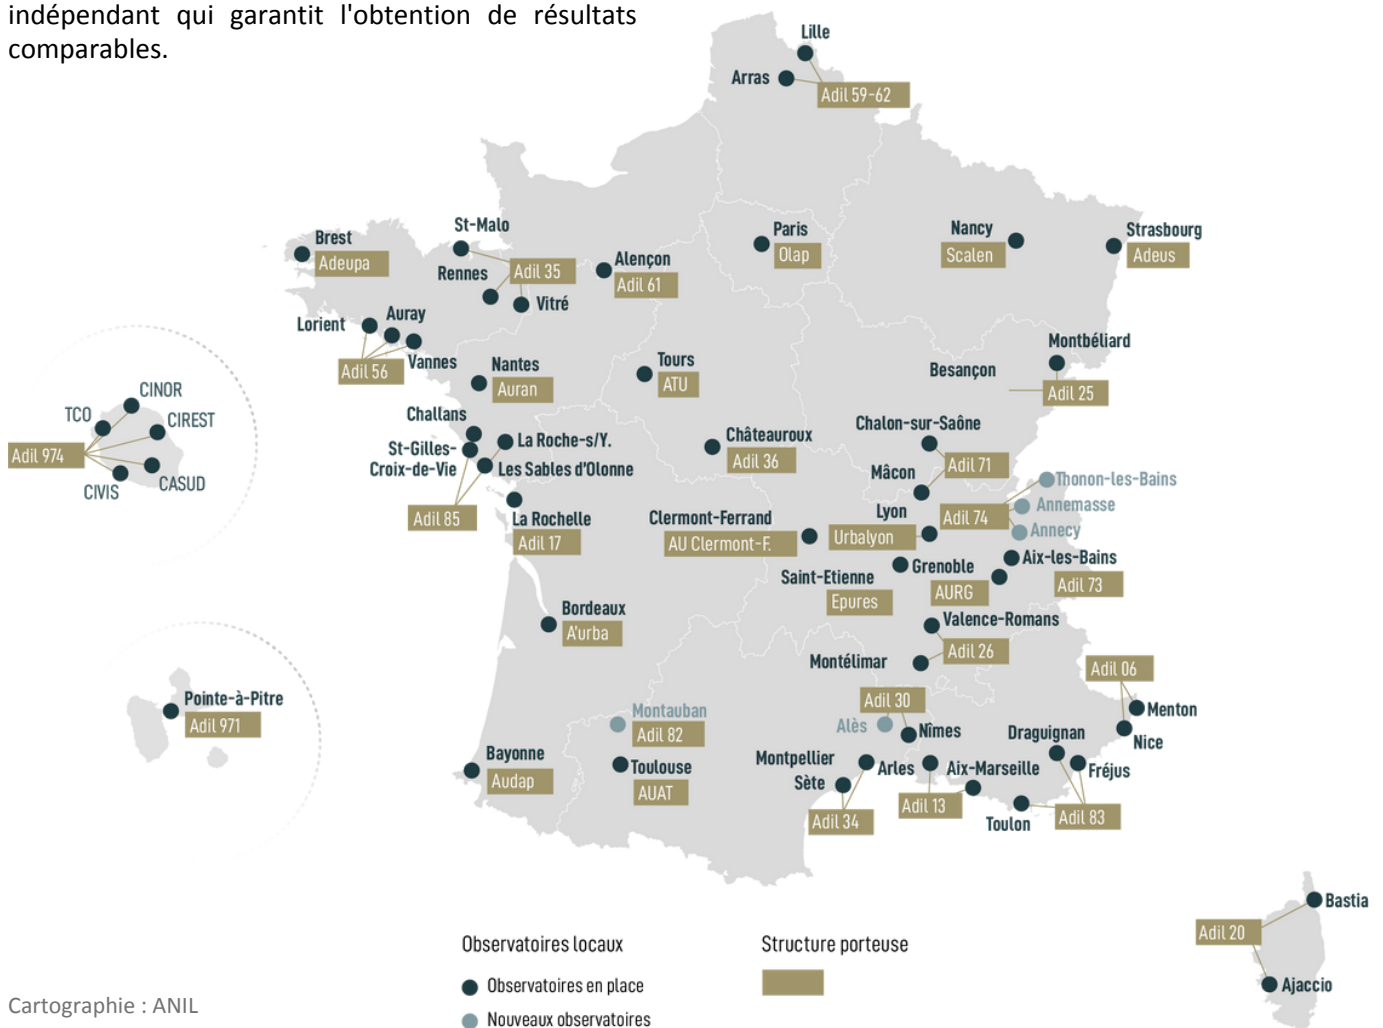 indépendant qui garantit l'obtention de résultats
comparables.
Lille
Arras
Adil 59-62
St-Malo
Brest
Adeupa
Rennes
Adil 35
Vitré
Alençon
Adil 61
Paris
Olap
Nancy
Scalen
Strasbourg
Adeus
Lorient
Auray
Vannes
Adil 56
Nantes
Auran
Tours
ATU
Besançon
Montbéliard
Adil 25
CINOR
TCO
CIREST
Adil 974
CIVIS
CASUD
Challans
St-Gilles-
Croix-de-Vie
La Roche-s/Y.
Les Sables d'Olonne
Adil 85
La Rochelle
Adil 17
Châteauroux
Adil 36
Chalon-sur-Saône
Adil 71
Mâcon
Thonon-les-Bains
Annemasse
Annecy
Adil 74
Clermont-Ferrand
AU Clermont-F.
Lyon
Urbalyon
Aix-les-Bains
Adil 73
Saint-Etienne
Epures
Grenoble
AURG
Bordeaux
A'urba
Valence-Romans
Adil 26
Montélimar
Pointe-à-Pitre
Adil 971
Montauban
Adil 82
Toulouse
AUAT
Bayonne
Audap
Adil 30
Alès
Nîmes
Adil 06
Menton
Nice
Montpellier
Sète
Adil 34
Arles
Aix-Marseille
Adil 13
Draguignan
Fréjus
Toulon
Adil 83
Bastia
Adil 20
Ajaccio
Observatoires locaux
Observatoires en place
Nouveaux observatoires
Structure porteuse
Cartographie : ANIL